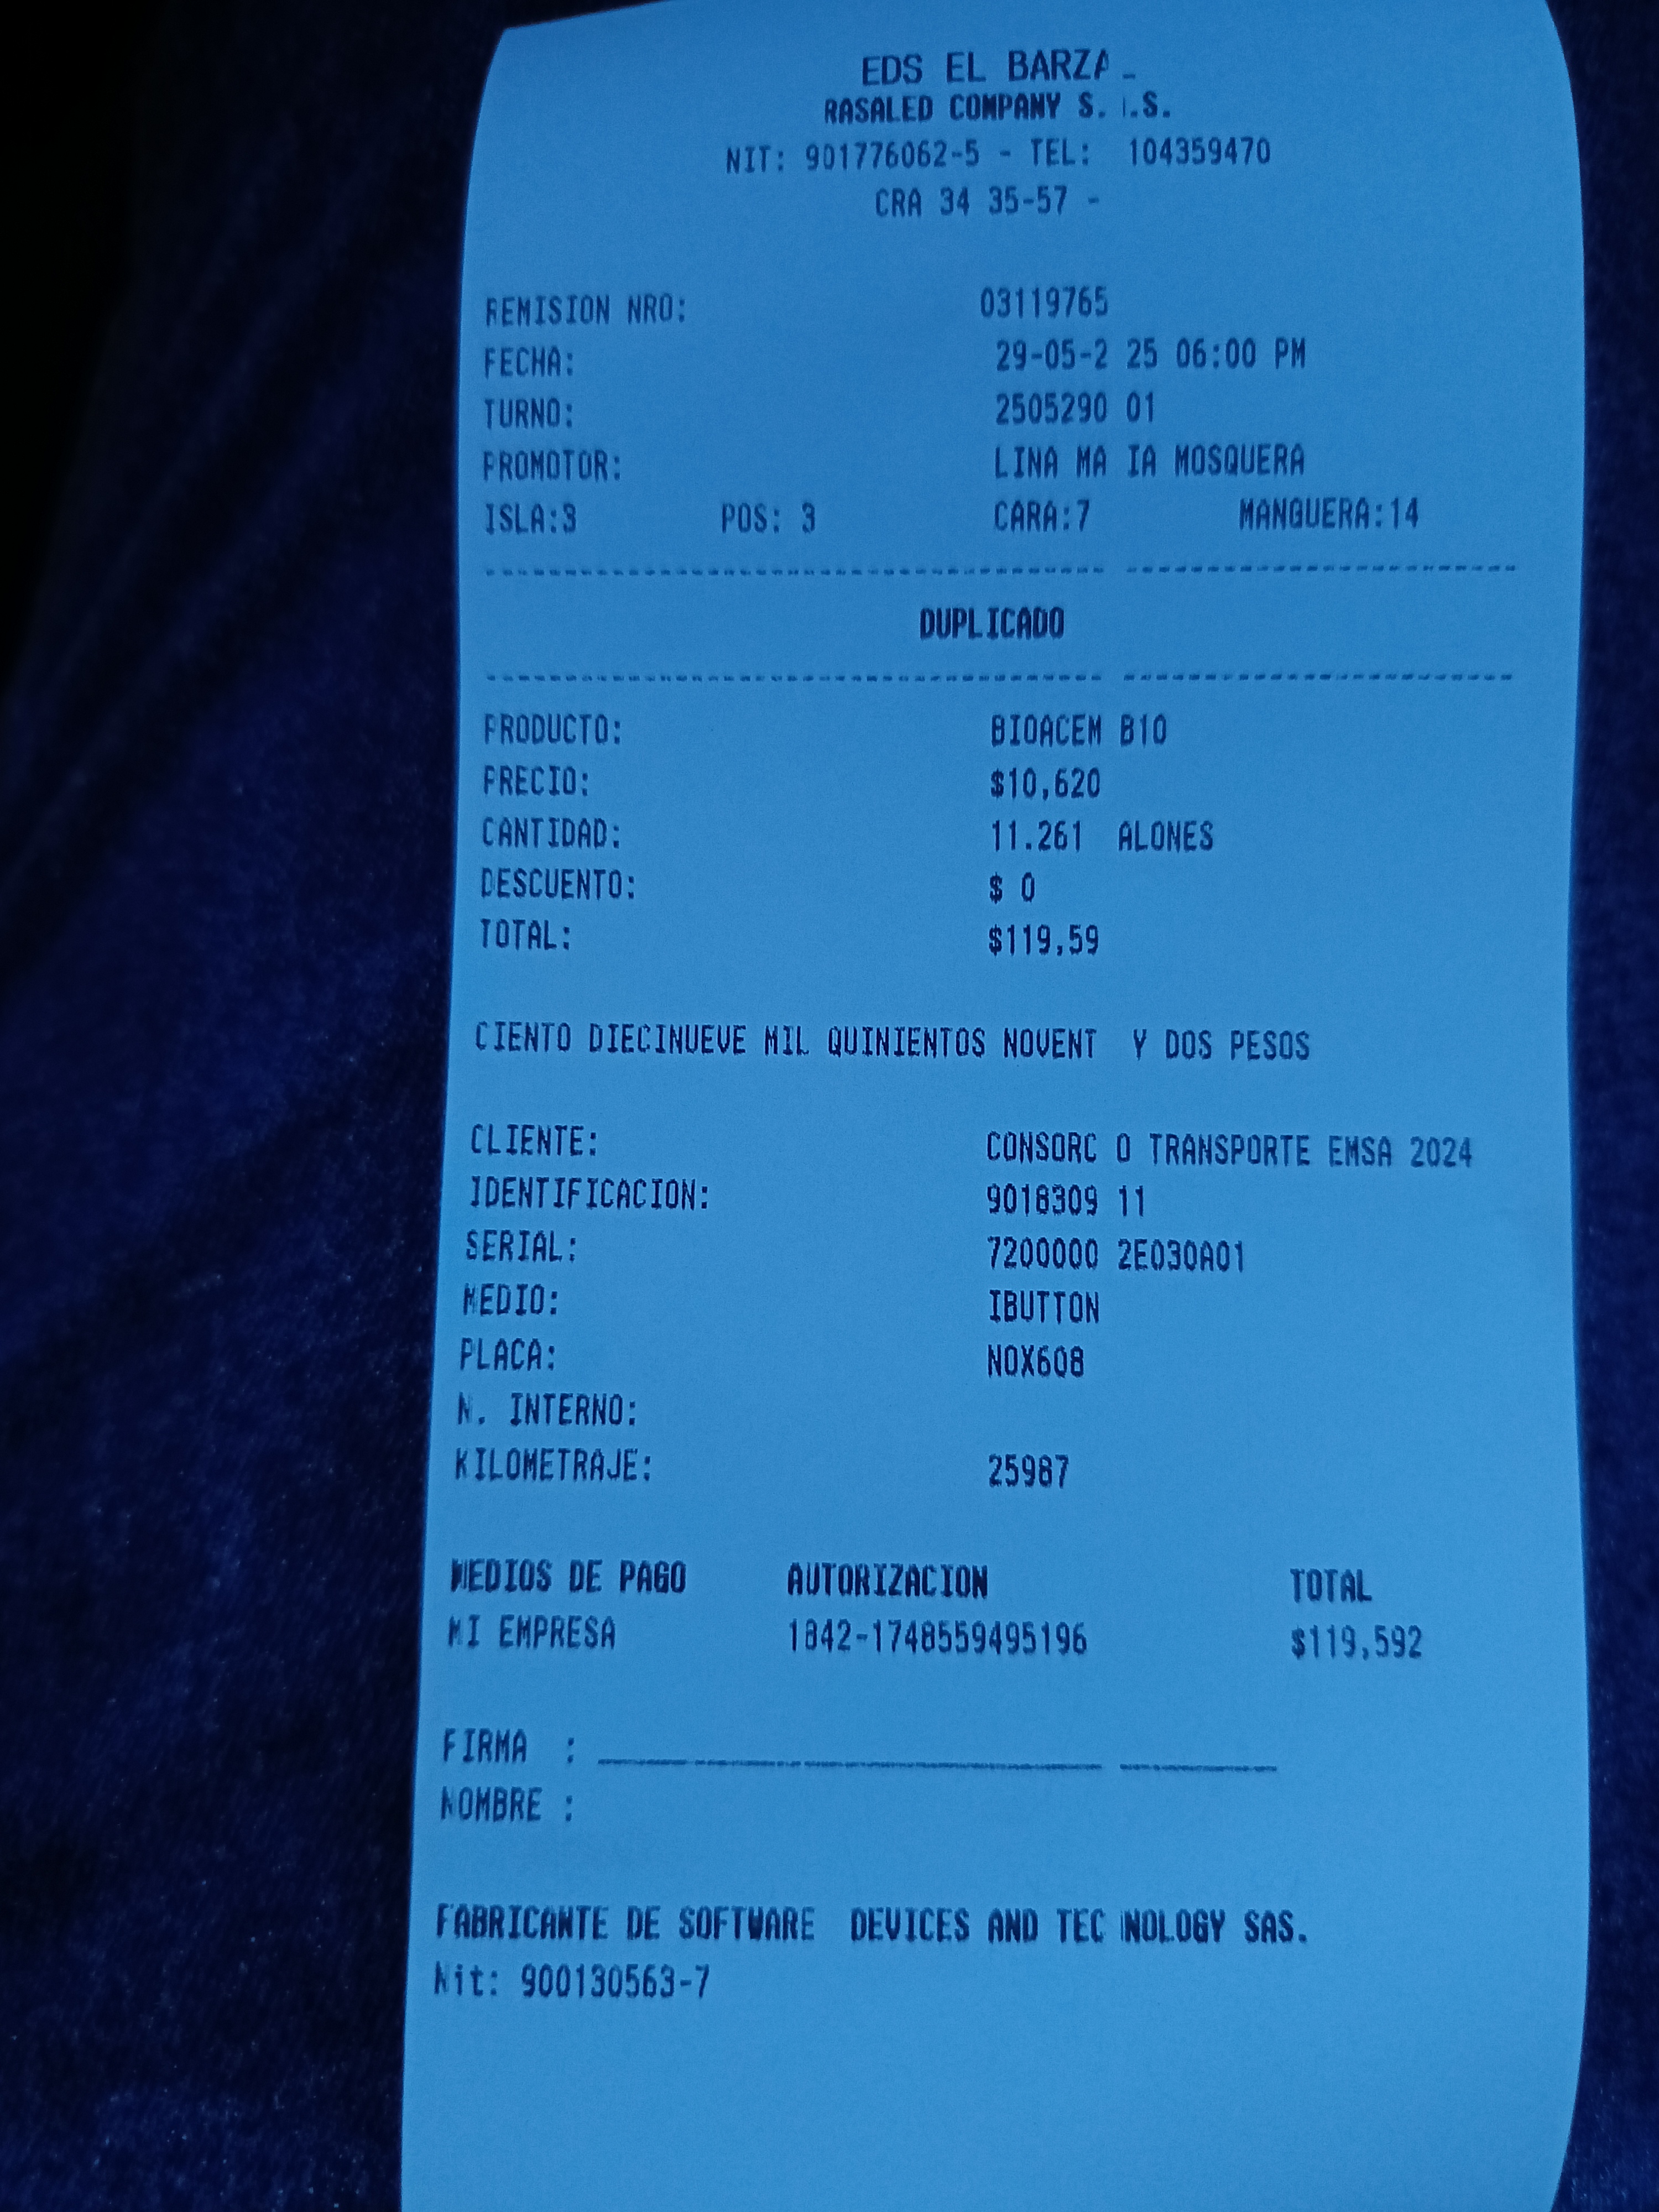 EDS EL BARZA
RASALED COMPANY S. .S.
NIT: 901776062-5 - TEL: 104359470
CRA 34 35-57 -
REMISION NRO: 03119765
FECHA: 29-05-2 25 06:00 PM
TURNO: 2505290 01
PROMOTOR: LINA MA IA MOSQUERA
ISLA:3 POS: 3 CARA:7 MANGUERA:14
DUPLICADO
PRODUCTO: BIOACEM B10
PRECIO: $10,620
CANTIDAD: 11.261 ALONES
DESCUENTO: $ 0
TOTAL: $119,59
CIENTO DIECINUEVE MIL QUINIENTOS NOVENT Y DOS PESOS
CLIENTE: CONSORC O TRANSPORTE EMSA 2024
IDENTIFICACION: 9018309 11
SERIAL: 7200000 2E030A01
MEDIO: IBUTTON
PLACA: NOX608
N. INTERNO:
KILOMETRAJE: 25987
MEDIOS DE PAGO AUTORIZACION TOTAL
MI EMPRESA 1842-1748559495196 $119,592
FIRMA :
NOMBRE :
FABRICANTE DE SOFTWARE DEVICES AND TEC NOLOGY SAS.
Nit: 900130563-7